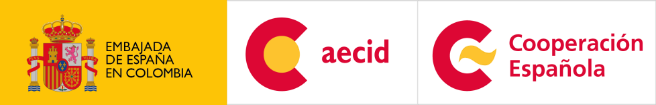 EMBAJADA
DE ESPAÑA
EN COLOMBIA
aecid
Cooperación
Española